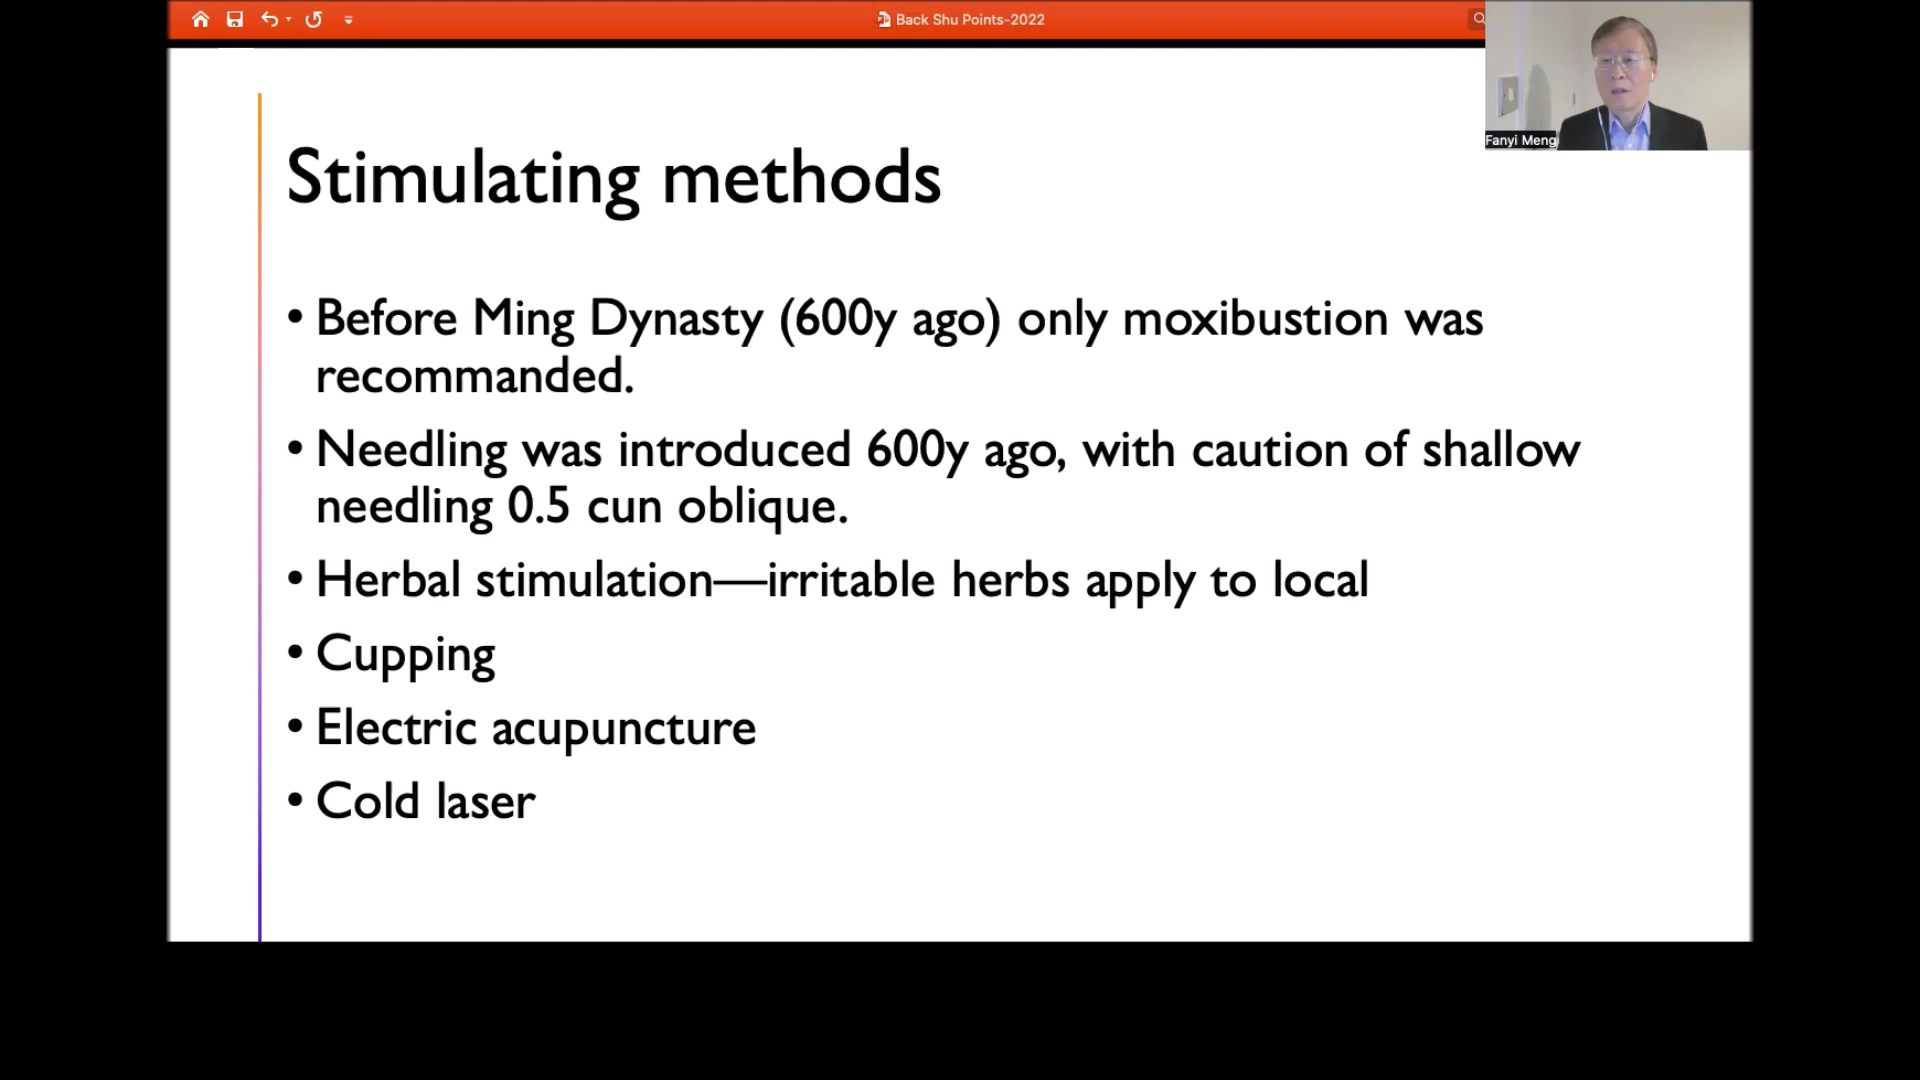 Back Shu Points-2022
Fanyi Meng
Stimulating methods
• Before Ming Dynasty (600y ago) only moxibustion was
recommanded.
• Needling was introduced 600y ago, with caution of shallow
needling 0.5 cun oblique.
• Herbal stimulation—irritable herbs apply to local
• Cupping
• Electric acupuncture
• Cold laser